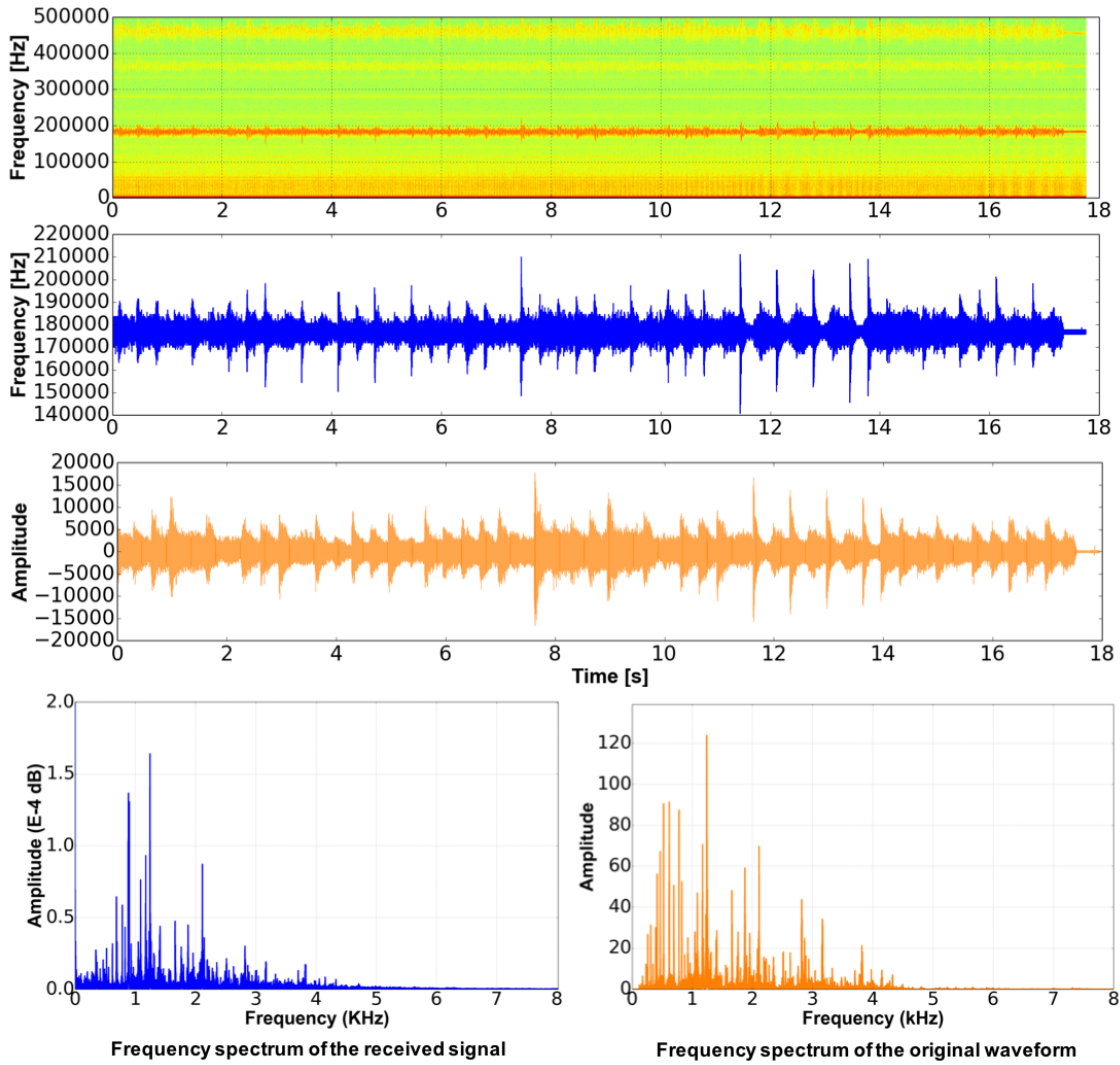 500000
400000
300000
200000
100000
0
Frequency [Hz]
0 2 4 6 8 10 12 14 16 18
220000
210000
200000
190000
180000
170000
160000
150000
140000
Frequency [Hz]
0 2 4 6 8 10 12 14 16 18
20000
15000
10000
5000
0
−5000
−10000
−15000
−20000
Amplitude
0 2 4 6 8 10 12 14 16 18
Time [s]
2.0
1.5
1.0
0.5
0.0
Amplitude (E-4 dB)
0 1 2 3 4 5 6 7 8
Frequency (KHz)
Frequency spectrum of the received signal
120
100
80
60
40
20
0
Amplitude
0 1 2 3 4 5 6 7 8
Frequency (kHz)
Frequency spectrum of the original waveform